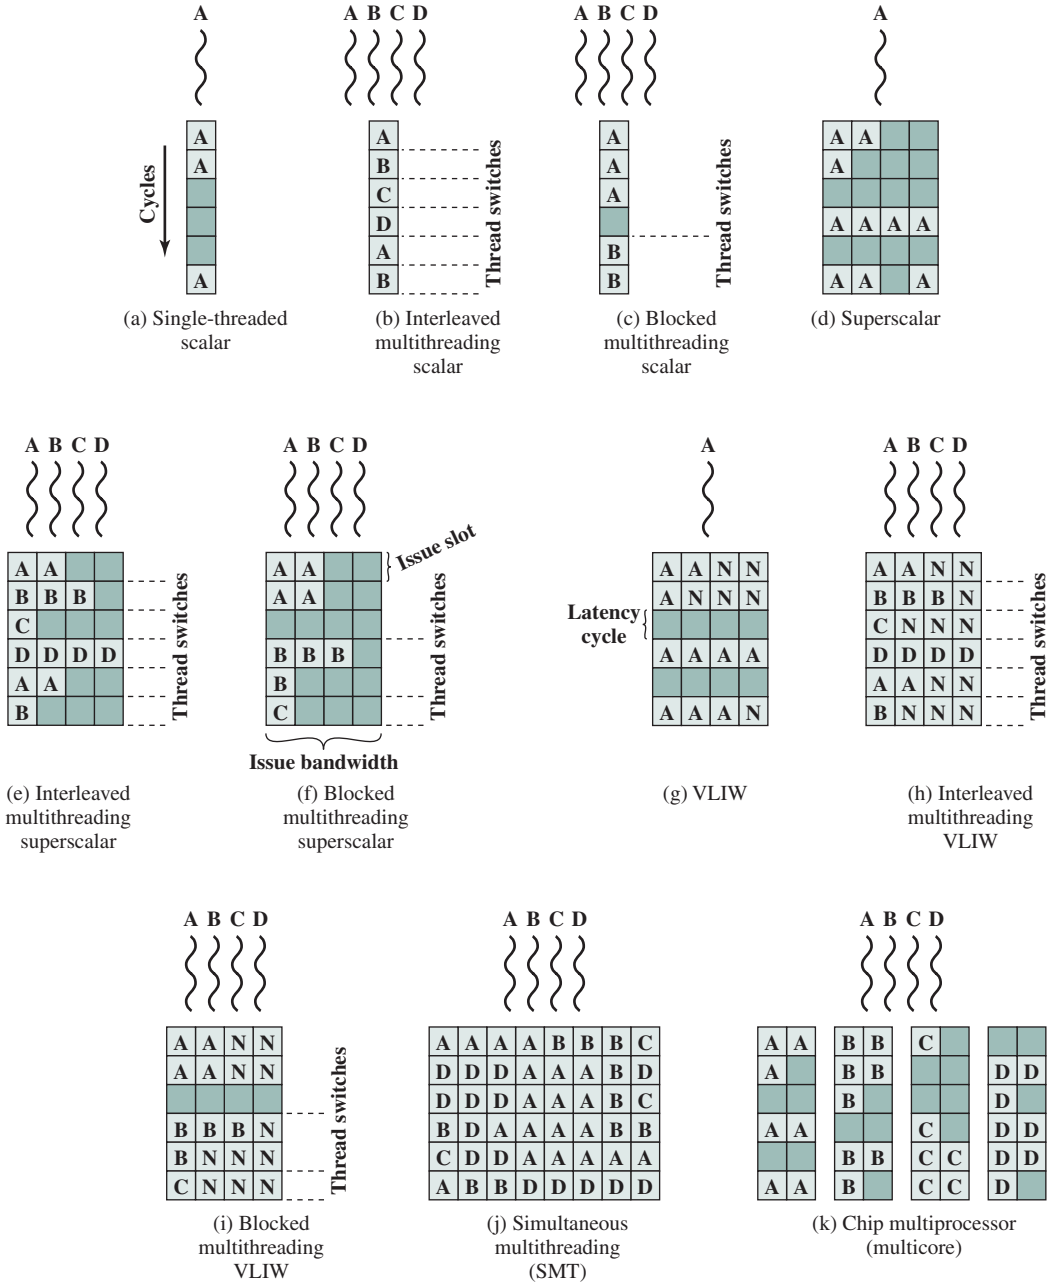 A
A B C D
A B C D
A
Cycles
A
A
A
A
B
C
D
A
B
Thread switches
A
A
A
B
B
Thread switches
A A
A
A A A A
A A A
(a) Single-threaded
scalar
(b) Interleaved
multithreading
scalar
(c) Blocked
multithreading
scalar
(d) Superscalar
A B C D
A B C D
A
A B C D
A A
B B B
C
D D D D
A A
B
Thread switches
A A
A A
B B B
B
C
Issue slot
Thread switches
Issue bandwidth
Latency
cycle
A A N N
A N N N
A A A A
A A A N
A A N N
B B B N
C N N N
D D D D
A A N N
B N N N
Thread switches
(e) Interleaved
multithreading
superscalar
(f) Blocked
multithreading
superscalar
(g) VLIW
(h) Interleaved
multithreading
VLIW
A B C D
A B C D
A B C D
A A N N
A A N N
B B B N
B N N N
C N N N
Thread switches
A A A A B B B C
D D D A A A B D
D D D A A A B C
B D A A A A B B
C D D A A A A A
A B B D D D D D
A A
A
A A
A A
B B
B B
B
B B
B
C
C
C C
C C
D D
D
D D
D D
D
(i) Blocked
multithreading
VLIW
(j) Simultaneous
multithreading
(SMT)
(k) Chip multiprocessor
(multicore)